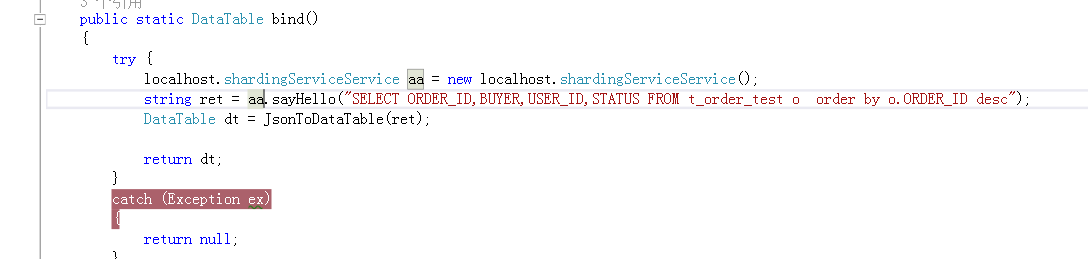 3 个引用
public static DataTable bind()
{
try {
localhost.shardingServiceService aa = new localhost.shardingServiceService();
string ret = aa.sayHello("SELECT ORDER_ID,BUYER,USER_ID,STATUS FROM t_order_test o  order by o.ORDER_ID desc");
DataTable dt = JsonToDataTable(ret);
return dt;
}
catch (Exception ex)
{
return null;
}